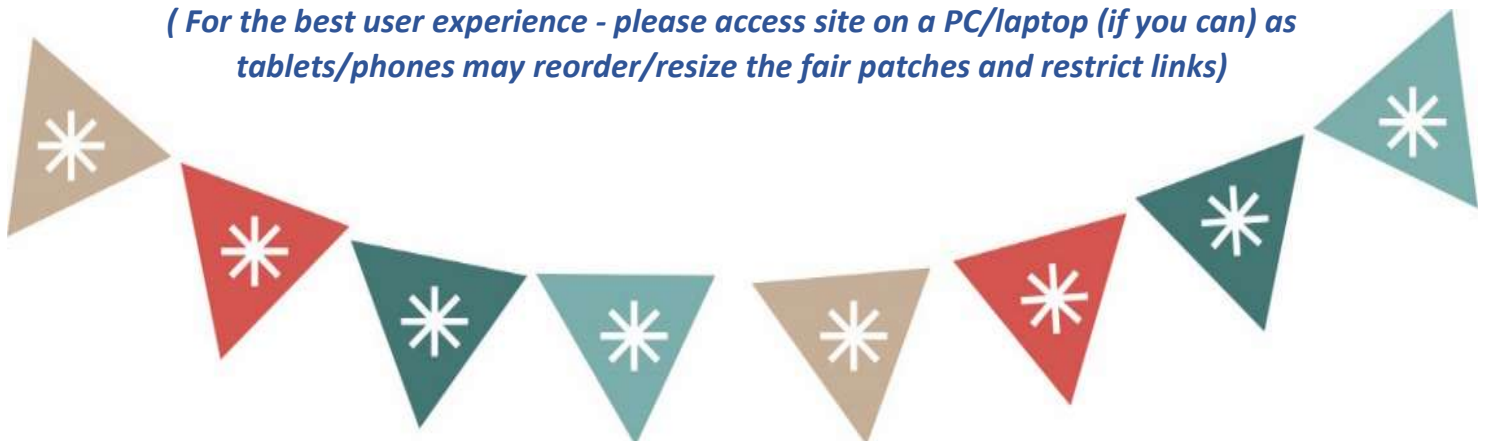 ( For the best user experience - please access site on a PC/laptop (if you can) as
tablets/phones may reorder/resize the fair patches and restrict links)